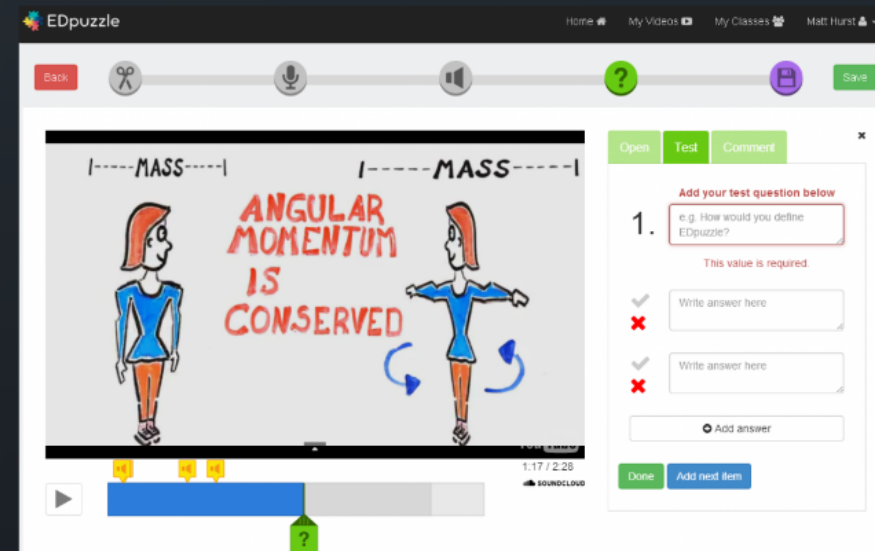 EDpuzzle
Home My Videos My Classes Matt Hurst
Back
?
Save
|-----MASS-----|
|-----MASS-----|
ANGULAR
MOMENTUM
IS
CONSERVED
1:17 / 2:28
SOUNDCLOUD
?
Open Test Comment
Add your test question below
1.
e.g. How would you define
EDpuzzle?
This value is required.
Write answer here
Write answer here
Add answer
Done Add next item